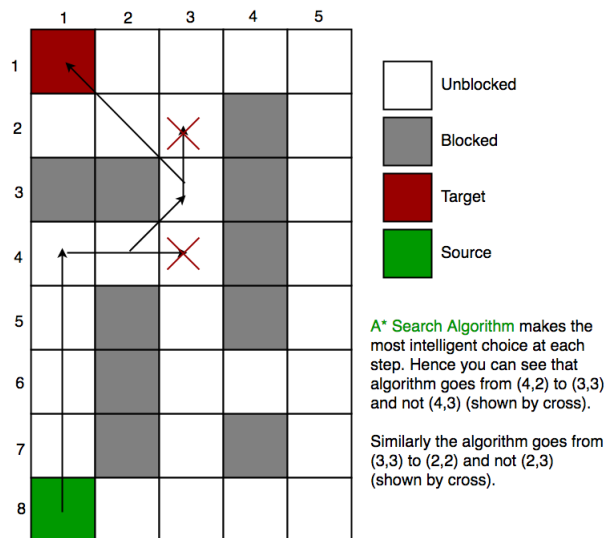 1 2 3 4 5
1
2
3
4
5
6
7
8
Unblocked
Blocked
Target
Source
A* Search Algorithm makes the
most intelligent choice at each
step. Hence you can see that
algorithm goes from (4,2) to (3,3)
and not (4,3) (shown by cross).
Similarly the algorithm goes from
(3,3) to (2,2) and not (2,3)
(shown by cross).